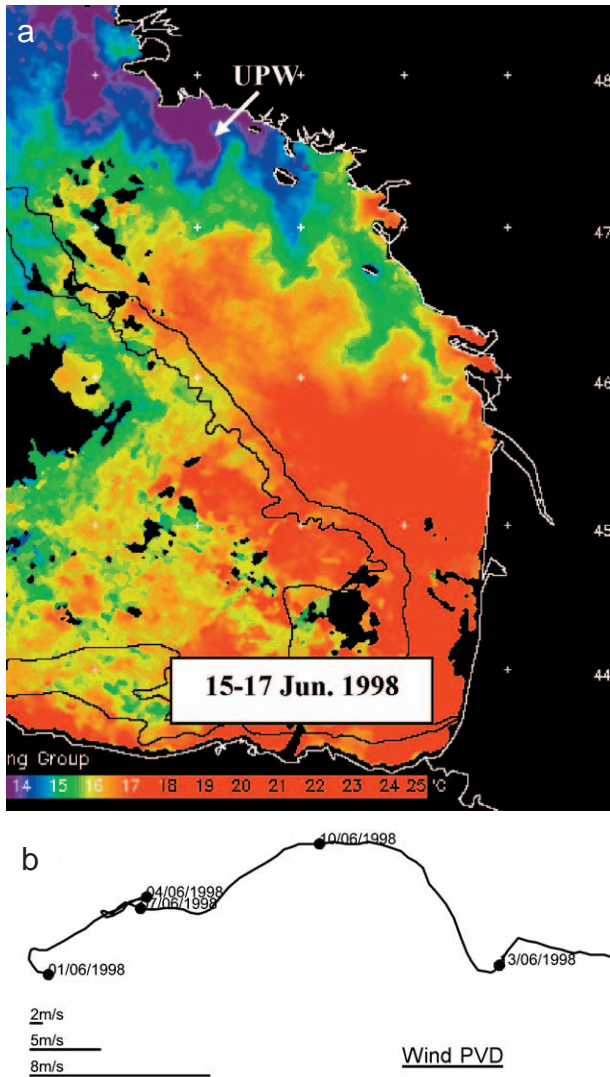 a
UPW
48
47
46
45
15-17 Jun. 1998
44
ng Group
14 15 16 17 18 19 20 21 22 23 24 25 °C
b
10/06/1998
04/06/1998
7/06/1998
3/06/1998
01/06/1998
2m/s
5m/s
8m/s
Wind PVD